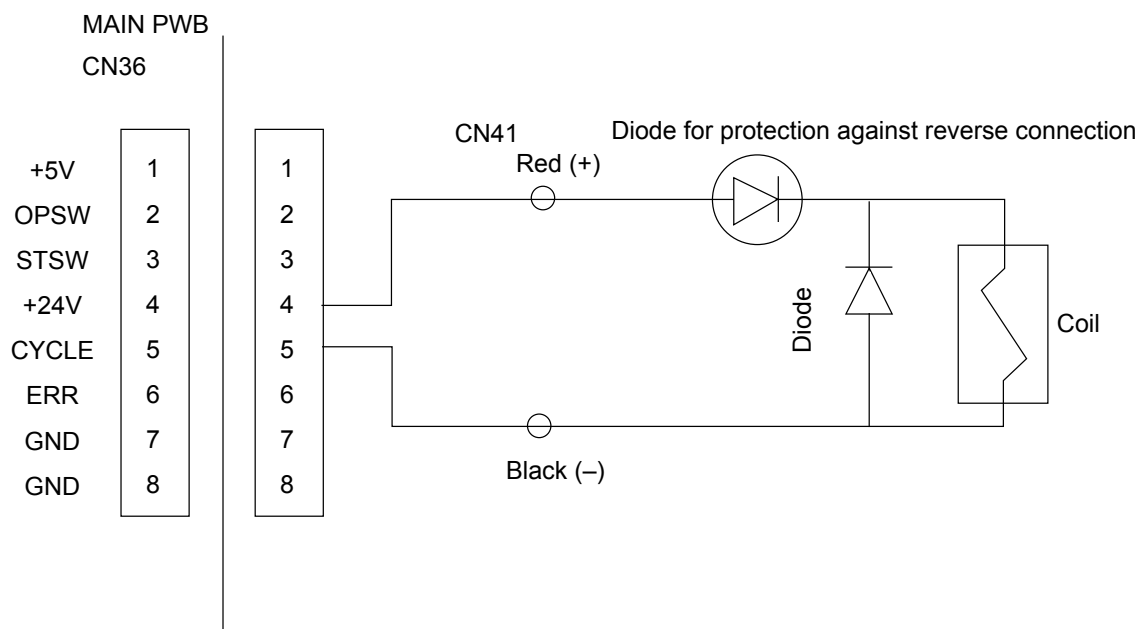 MAIN PWB
CN36
CN41
Diode for protection against reverse connection
Red (+)
+5V 1 1
OPSW 2 2
STSW 3 3
+24V 4 4
CYCLE 5 5
ERR 6 6
GND 7 7
GND 8 8
Diode
Coil
Black (–)